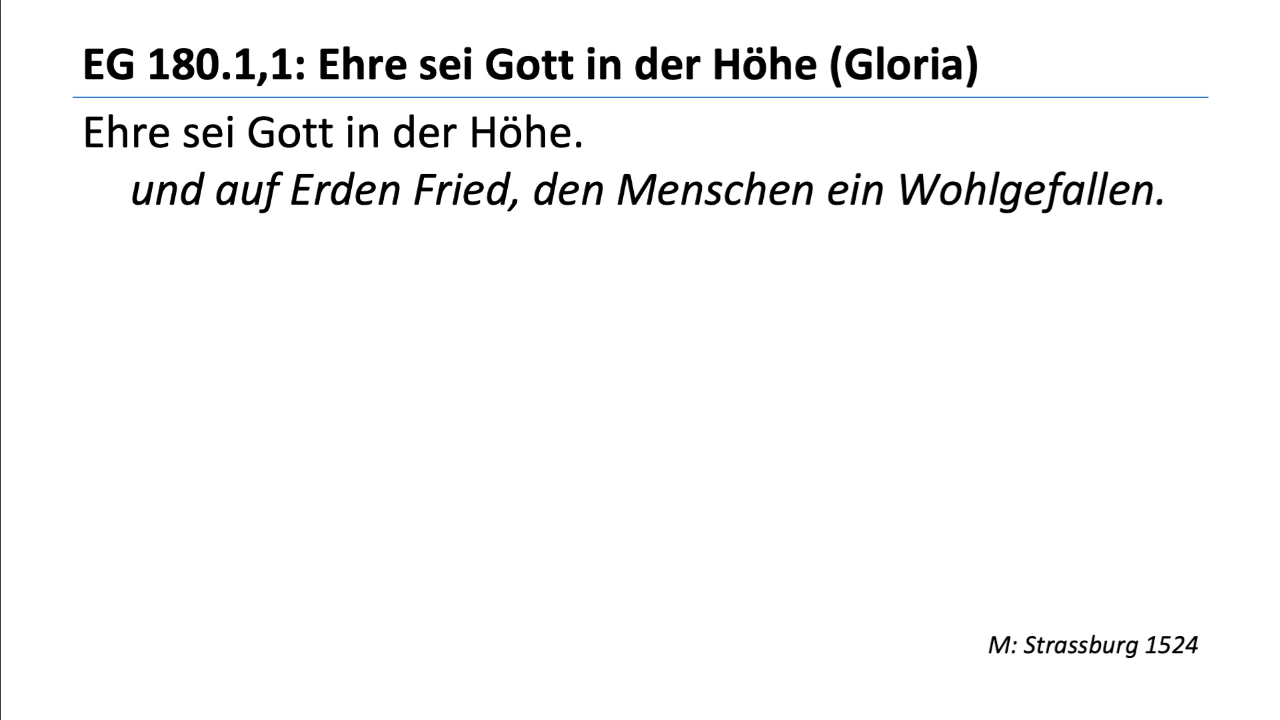 EG 180.1,1: Ehre sei Gott in der Höhe (Gloria)
Ehre sei Gott in der Höhe.
und auf Erden Fried, den Menschen ein Wohlgefallen.
M: Strassburg 1524